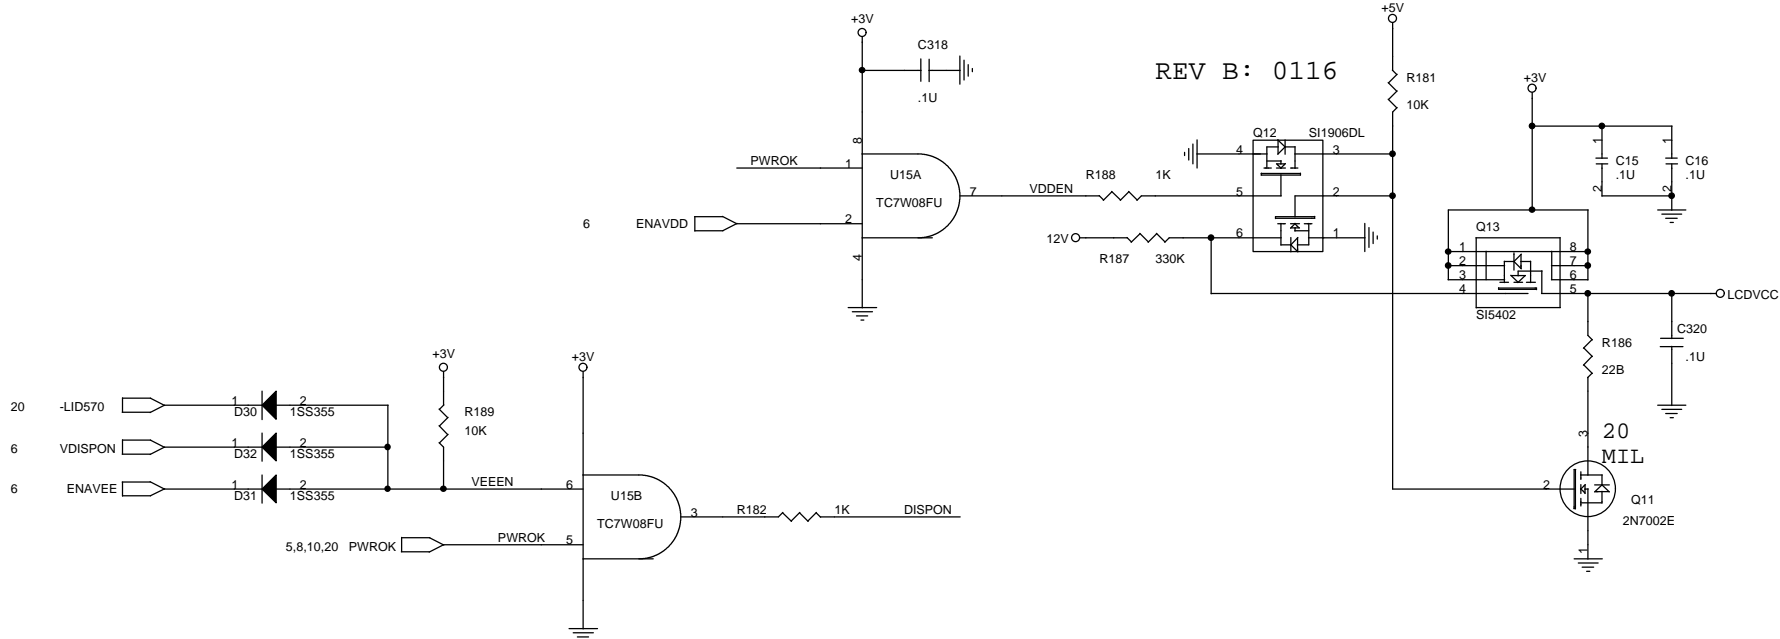 +3V
C318
.1U
+5V
REV B: 0116
R181
10K
+3V
8
PWROK
1
U15A
TC7W08FU
7
VDDEN
R188
1K
Q12
SI1906DL
4
3
5
2
6
1
6
ENAVDD
2
4
12V
R187
330K
1
C15
.1U
2
1
C16
.1U
2
Q13
1
2
3
4
8
7
6
5
SI5402
LCDVCC
R186
22B
C320
.1U
3
20
MIL
2
Q11
2N7002E
1
+3V
+3V
20
-LID570
1
D30
2
1SS355
R189
10K
6
VDISPON
1
D32
2
1SS355
6
ENAVEE
1
D31
2
1SS355
VEEEN
6
U15B
TC7W08FU
3
R182
1K
DISPON
5,8,10,20
PWROK
PWROK
5